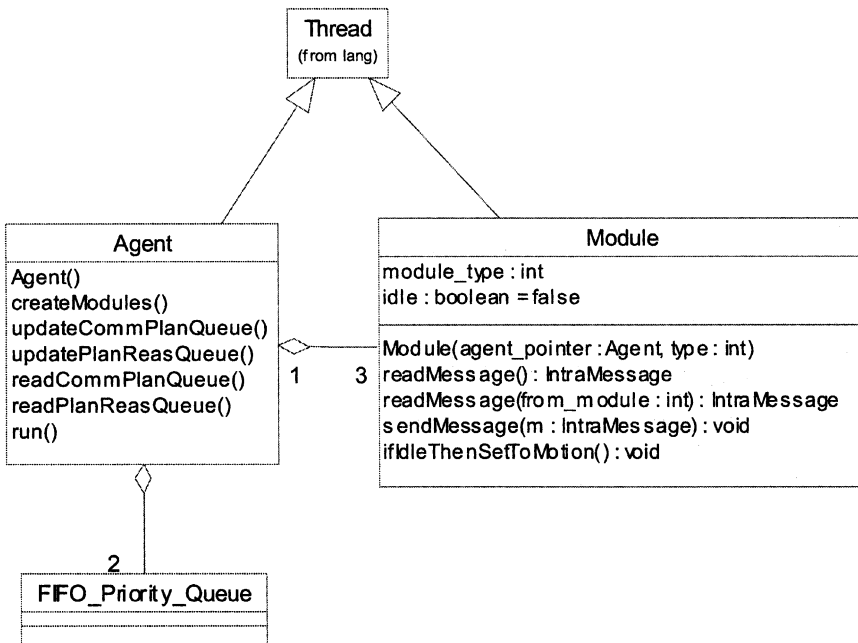 Thread
(from lang)
Agent
Agent()
createModules()
updateCommPlanQueue()
updatePlanReasQueue()
readCommPlanQueue()
readPlanReasQueue()
run()
Module
module_type : int
idle : boolean = false
Module(agent_pointer : Agent, type : int)
readMessage() : IntraMessage
readMessage(from_module : int) : IntraMessage
sendMessage(m : IntraMessage) : void
ifIdleThenSetToMotion() : void
1
3
2
FIFO_Priority_Queue